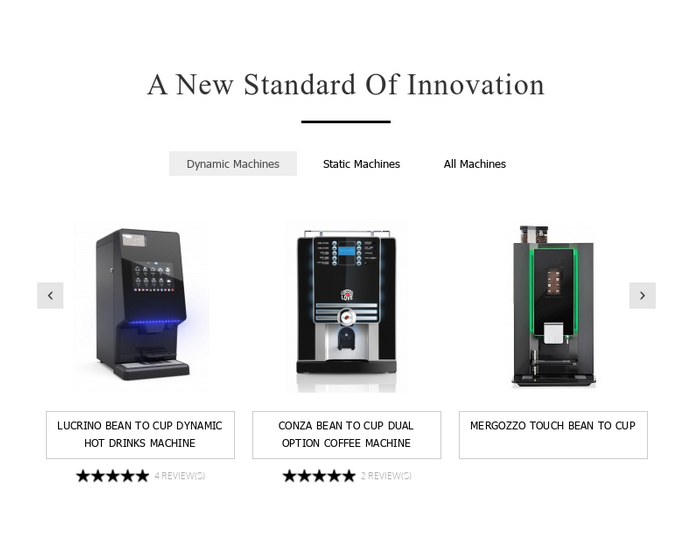 A New Standard Of Innovation
Dynamic Machines
Static Machines
All Machines
LUCRINO BEAN TO CUP DYNAMIC
HOT DRINKS MACHINE
CONZA BEAN TO CUP DUAL
OPTION COFFEE MACHINE
MERGOZZO TOUCH BEAN TO CUP
4 REVIEW(S)
2 REVIEW(S)